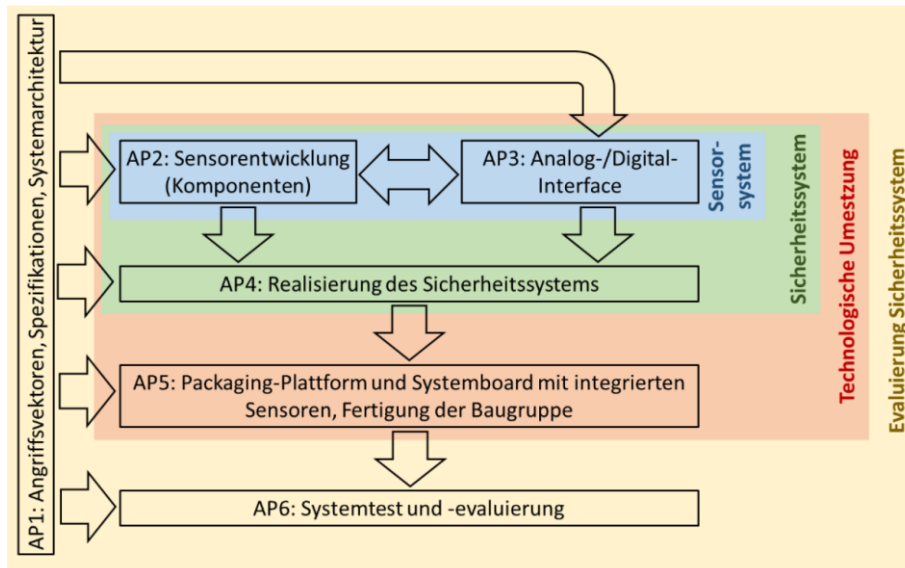 AP1: Angriffsvektoren, Spezifikationen, Systemarchitektur
AP2: Sensorentwicklung
(Komponenten)
AP3: Analog-/Digital-
Interface
Sensor-
system
AP4: Realisierung des Sicherheitssystems
Sicherheitssystem
AP5: Packaging-Plattform und Systemboard mit integrierten
Sensoren, Fertigung der Baugruppe
Technologische Umestzung
AP6: Systemtest und -evaluierung
Evaluierung Sicherheitssystem